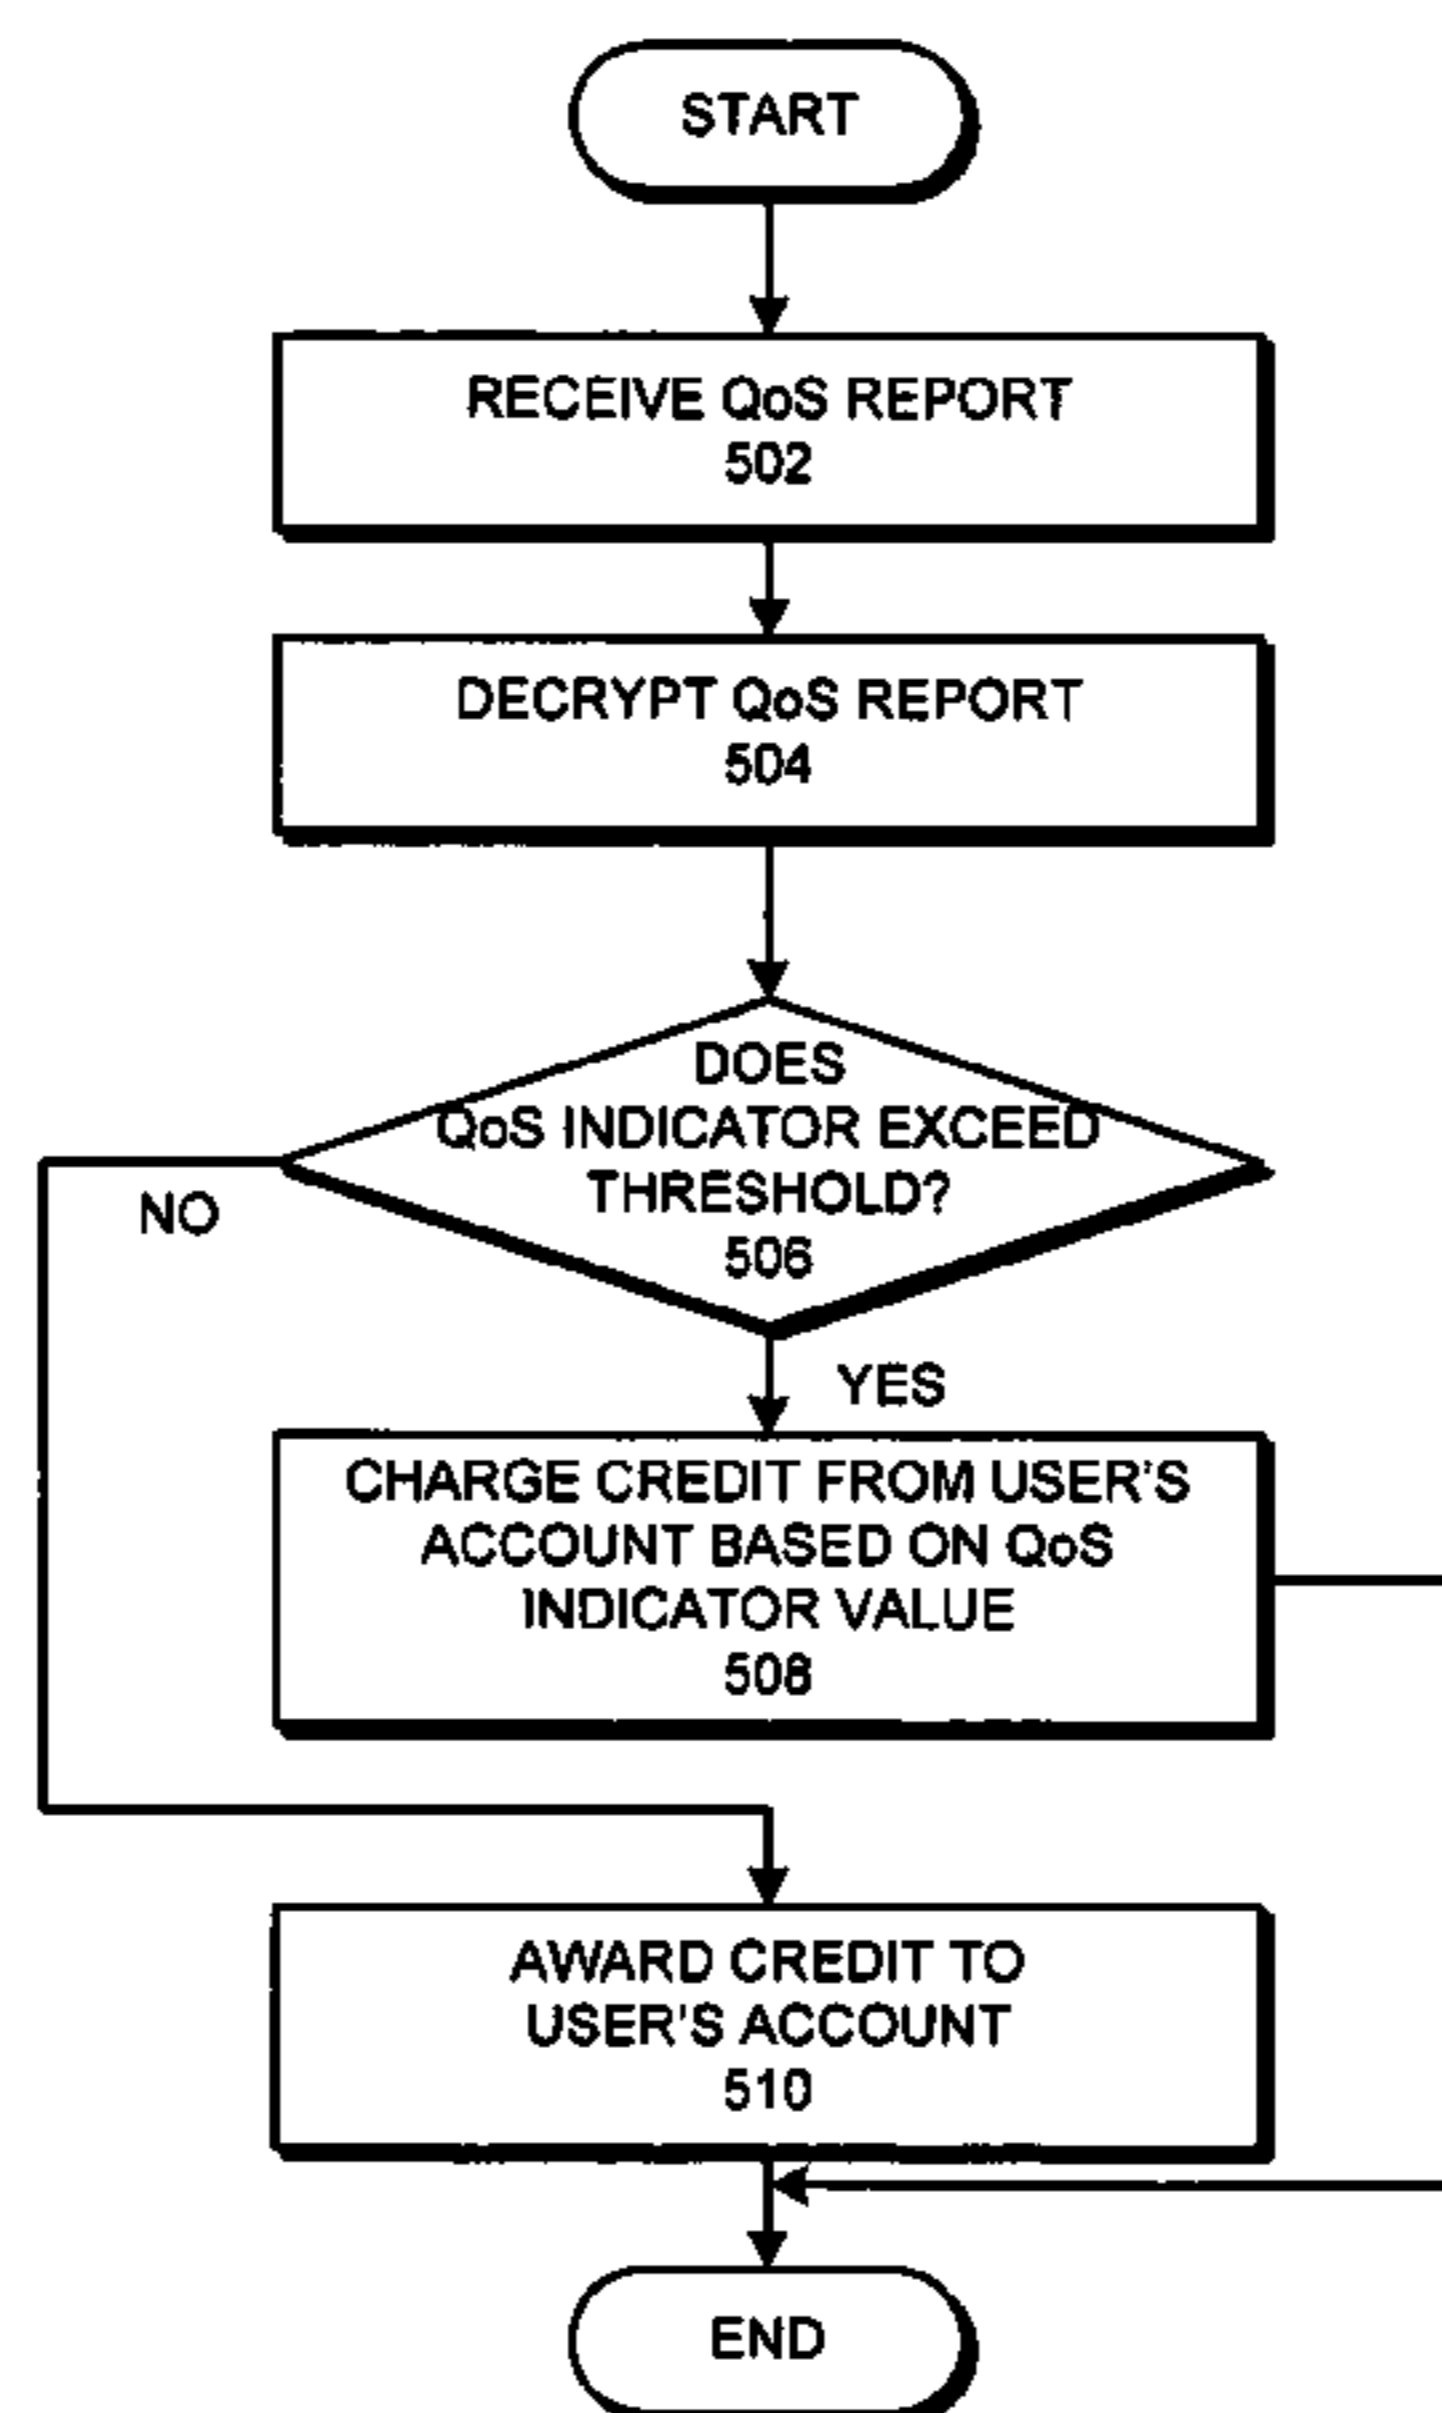 START
RECEIVE QoS REPORT
502
DECRYPT QoS REPORT
504
DOES
QoS INDICATOR EXCEED
THRESHOLD?
506
NO
YES
CHARGE CREDIT FROM USER'S
ACCOUNT BASED ON QoS
INDICATOR VALUE
508
AWARD CREDIT TO
USER'S ACCOUNT
510
END